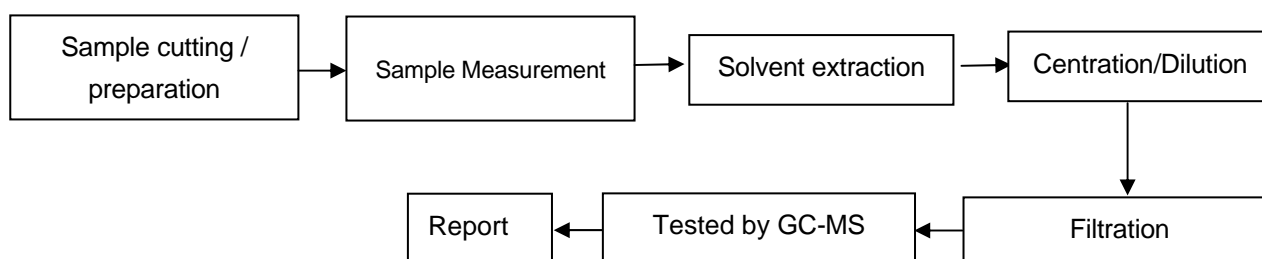 Sample cutting /
preparation
Sample Measurement
Solvent extraction
Centration/Dilution
Filtration
Tested by GC-MS
Report